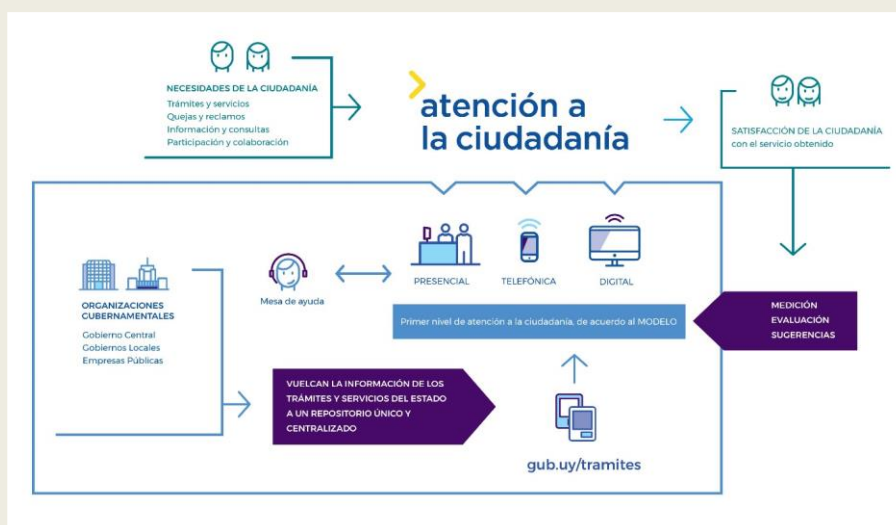 NECESIDADES DE LA CIUDADANÍA
Trámites y servicios
Quejas y reclamos
Información y consultas
Participación y colaboración
atención a
la ciudadanía
SATISFACCIÓN DE LA CIUDADANÍA
con el servicio obtenido
PRESENCIAL
TELEFÓNICA
DIGITAL
Mesa de ayuda
ORGANIZACIONES
GUBERNAMENTALES
Gobierno Central
Gobiernos Locales
Empresas Públicas
Primer nivel de atención a la ciudadanía, de acuerdo al MODELO
MEDICIÓN
EVALUACIÓN
SUGERENCIAS
VUELCAN LA INFORMACIÓN DE LOS
TRÁMITES Y SERVICIOS DEL ESTADO
A UN REPOSITORIO ÚNICO Y
CENTRALIZADO
gub.uy/tramites